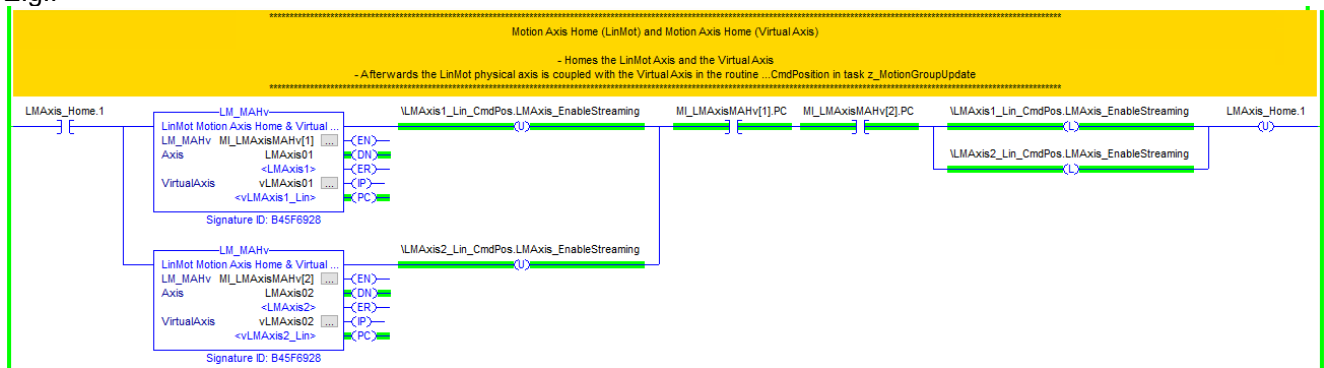 ****************************************************************************************************
Motion Axis Home (LinMot) and Motion Axis Home (Virtual Axis)
- Homes the LinMot Axis and the Virtual Axis
- Afterwards the LinMot physical axis is coupled with the Virtual Axis in the routine ...CmdPosition in task z_MotionGroupUpdate
****************************************************************************************************
LMAxis_Home.1
LM_MAHv
LinMot Motion Axis Home & Virtual ...
LM_MAHv MI_LMAxisMAHv[1] ... (EN)
Axis LMAxis01 (DN)
<LMAxis1> (ER)
VirtualAxis vLMAxis01 ... (IP)
<vLMAxis1_Lin> (PC)
Signature ID: B45F6928
\LMAxis1_Lin_CmdPos.LMAxis_EnableStreaming
(U)
MI_LMAxisMAHv[1].PC
MI_LMAxisMAHv[2].PC
\LMAxis1_Lin_CmdPos.LMAxis_EnableStreaming
(L)
\LMAxis2_Lin_CmdPos.LMAxis_EnableStreaming
(L)
LMAxis_Home.1
(U)
LM_MAHv
LinMot Motion Axis Home & Virtual ...
LM_MAHv MI_LMAxisMAHv[2] ... (EN)
Axis LMAxis02 (DN)
<LMAxis2> (ER)
VirtualAxis vLMAxis02 ... (IP)
<vLMAxis2_Lin> (PC)
Signature ID: B45F6928
\LMAxis2_Lin_CmdPos.LMAxis_EnableStreaming
(U)